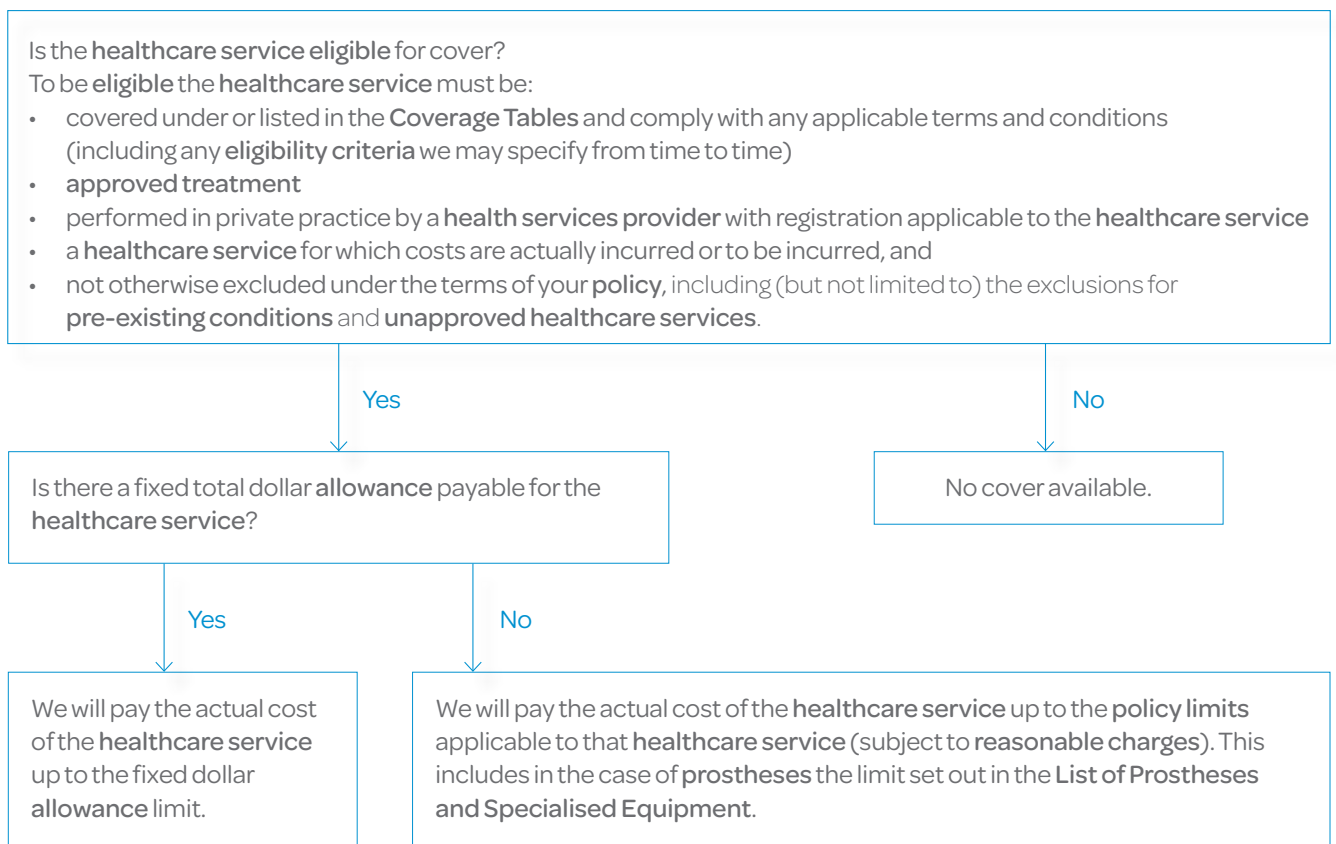 Is the healthcare service eligible for cover?
To be eligible the healthcare service must be:
• covered under or listed in the Coverage Tables and comply with any applicable terms and conditions
(including any eligibility criteria we may specify from time to time)
• approved treatment
• performed in private practice by a health services provider with registration applicable to the healthcare service
• a healthcare service for which costs are actually incurred or to be incurred, and
• not otherwise excluded under the terms of your policy, including (but not limited to) the exclusions for
pre-existing conditions and unapproved healthcare services.
Yes
No
Is there a fixed total dollar allowance payable for the
healthcare service?
No cover available.
Yes
No
We will pay the actual cost
of the healthcare service
up to the fixed dollar
allowance limit.
We will pay the actual cost of the healthcare service up to the policy limits
applicable to that healthcare service (subject to reasonable charges). This
includes in the case of prostheses the limit set out in the List of Prostheses
and Specialised Equipment.